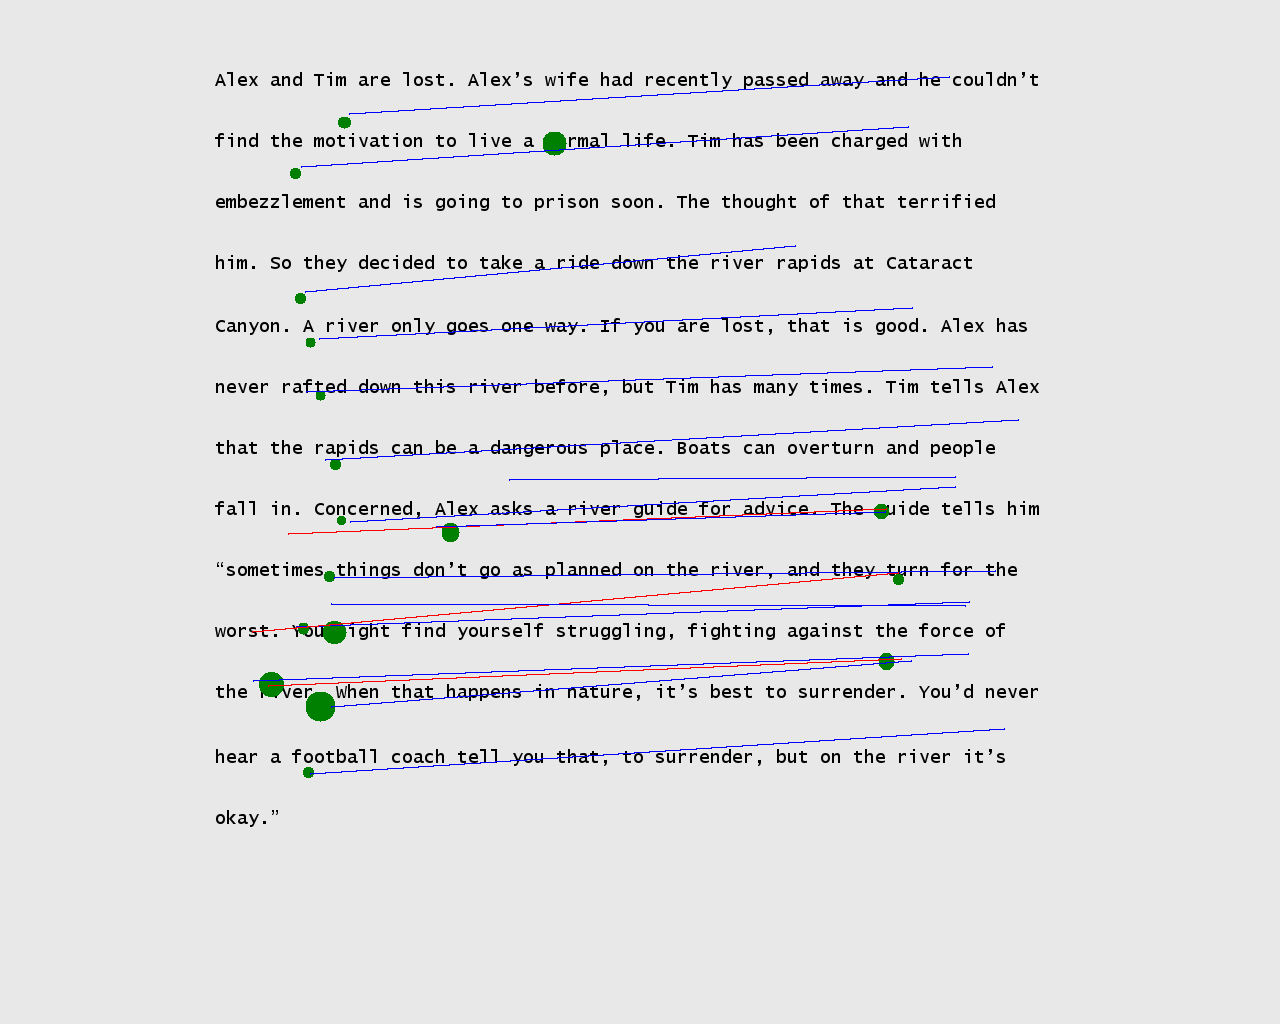 Alex and Tim are lost. Alex’s wife had recently passed away and he couldn’t
find the motivation to live a life. Tim has been charged with
embezzlement and is going to prison soon. The thought of that terrified
him. So they decided to take a ride down the river rapids at Cataract
Canyon. A river only goes one way. If you are lost, that is good. Alex has
never rafted down this river before, but Tim has many times. Tim tells Alex
that the rapids can be a dangerous place. Boats can overturn and people
fall in. Concerned, Alex asks a river guide for advice. The guide tells him
“sometimes things don’t go as planned on the river, and they turn for the
worst. You might find yourself struggling, fighting against the force of
the river. When that happens in nature, it’s best to surrender. You’d never
hear a football coach tell you that, to surrender, but on the river it’s
okay.”